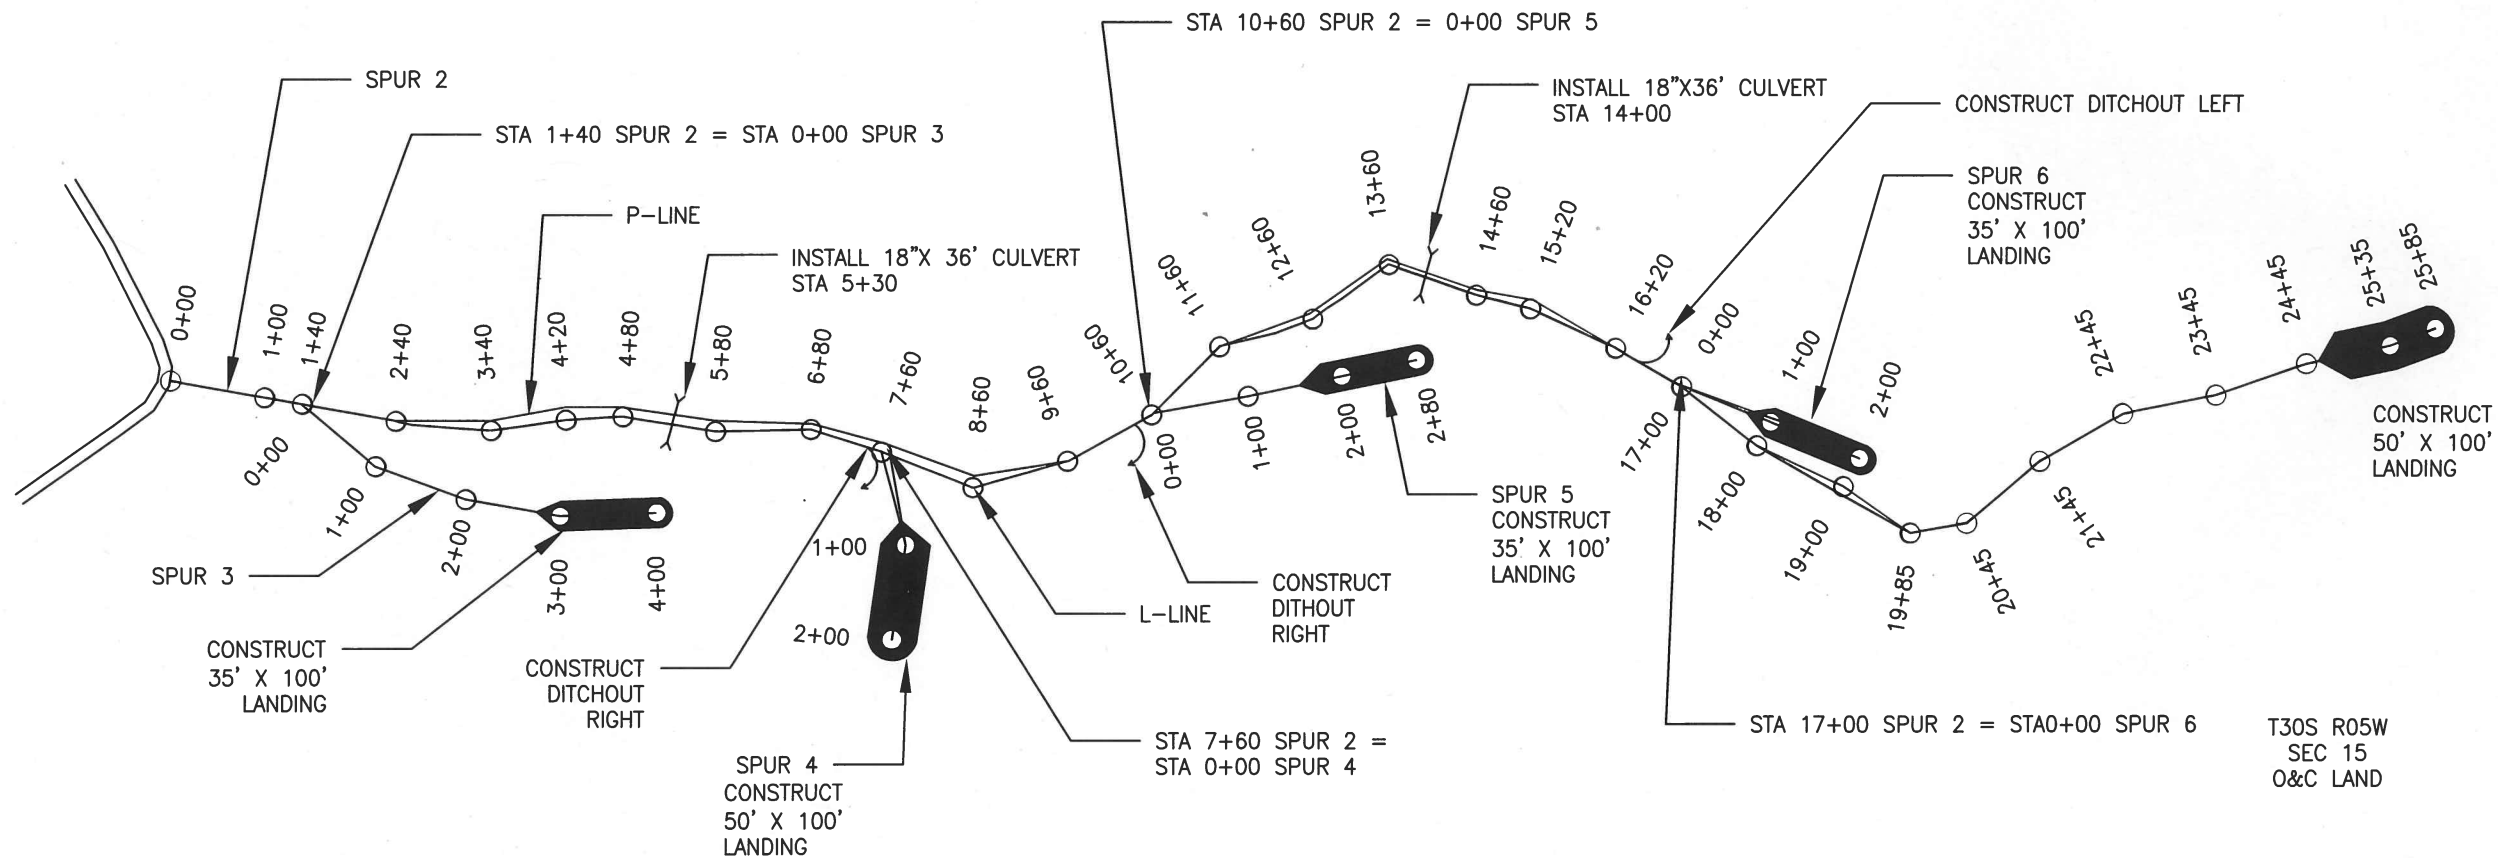 STA 10+60 SPUR 2 = 0+00 SPUR 5
SPUR 2
INSTALL 18"X36' CULVERT
STA 14+00
CONSTRUCT DITCHOUT LEFT
STA 1+40 SPUR 2 = STA 0+00 SPUR 3
SPUR 6
CONSTRUCT
35' X 100'
LANDING
P-LINE
INSTALL 18"X 36' CULVERT
STA 5+30
0+00
1+00
1+40
2+40
3+40
4+20
4+80
5+80
6+80
7+60
8+60
9+60
10+60
11+60
12+60
13+60
14+60
15+20
16+20
17+00
18+00
19+00
19+85
20+45
21+45
22+45
23+45
24+45
25+35
25+85
0+00
1+00
2+00
3+00
4+00
1+00
2+00
0+00
1+00
2+00
2+80
0+00
1+00
2+00
CONSTRUCT
50' X 100'
LANDING
SPUR 5
CONSTRUCT
35' X 100'
LANDING
SPUR 3
CONSTRUCT
DITHOUT
RIGHT
L-LINE
CONSTRUCT
35' X 100'
LANDING
CONSTRUCT
DITCHOUT
RIGHT
STA 7+60 SPUR 2 =
STA 0+00 SPUR 4
STA 17+00 SPUR 2 = STA0+00 SPUR 6
T30S R05W
SEC 15
O&C LAND
SPUR 4
CONSTRUCT
50' X 100'
LANDING